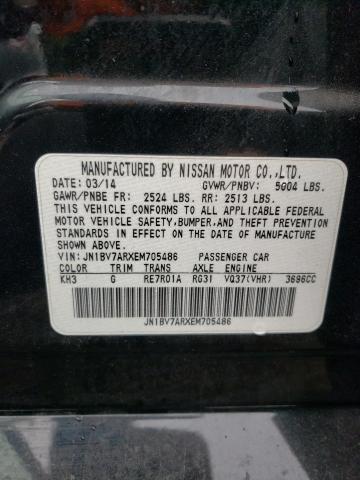 MANUFACTURED BY NISSAN MOTOR CO.,LTD.
DATE: 03/14 GVWR/PNBV: 5004 LBS.
GAWR/PNBE FR: 2524 LBS. RR: 2513 LBS.
THIS VEHICLE CONFORMS TO ALL APPLICABLE FEDERAL
MOTOR VEHICLE SAFETY, BUMPER, AND THEFT PREVENTION
STANDARDS IN EFFECT ON THE DATE OF MANUFACTURE
SHOWN ABOVE.
VIN: JN1BV7ARXEM705486 PASSENGER CAR
COLOR TRIM TRANS AXLE ENGINE
KH3 G RE7R01A RG31 VQ37(VHR) 3696CC
JN1BV7ARXEM705486